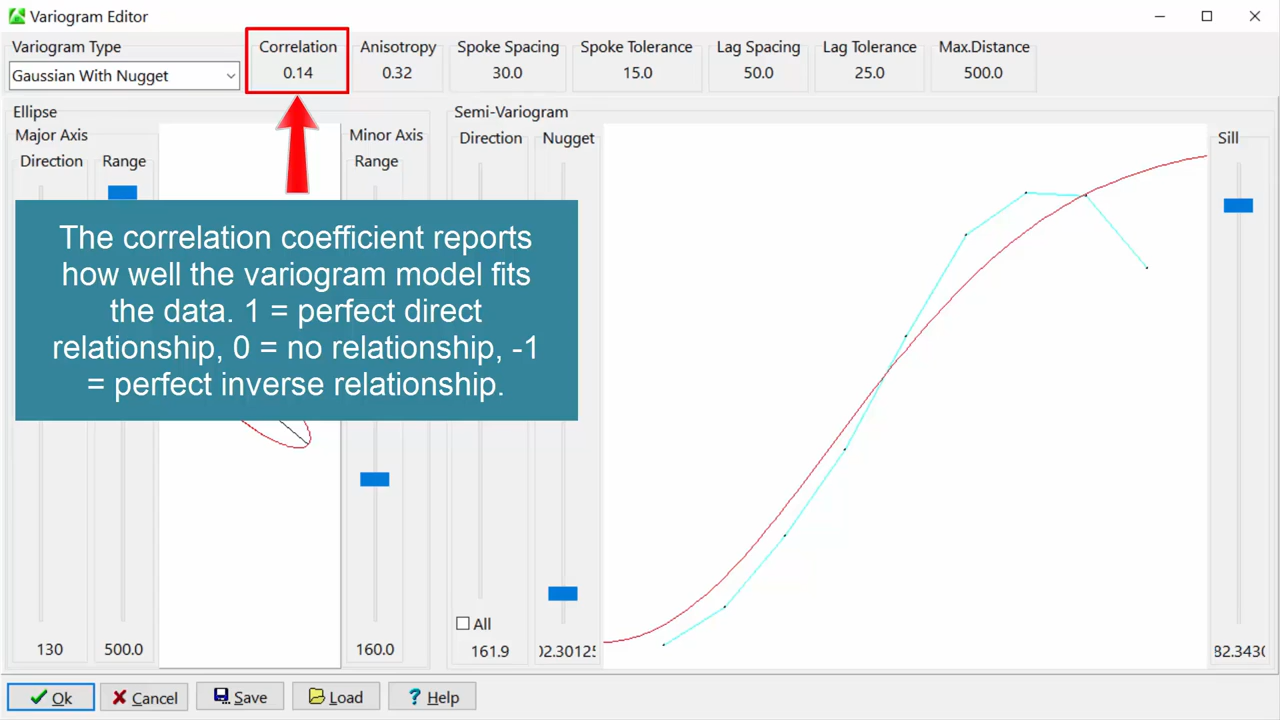 Variogram Editor
Variogram Type
Gaussian With Nugget
Correlation
0.14
Anisotropy
0.32
Spoke Spacing
30.0
Spoke Tolerance
15.0
Lag Spacing
50.0
Lag Tolerance
25.0
Max.Distance
500.0
Ellipse
Major Axis
Direction
Range
Minor Axis
Range
The correlation coefficient reports
how well the variogram model fits
the data. 1 = perfect direct
relationship, 0 = no relationship, -1
= perfect inverse relationship.
130
500.0
160.0
Semi-Variogram
Direction
Nugget
Sill
All
161.9
Ok
Cancel
Save
Load
Help